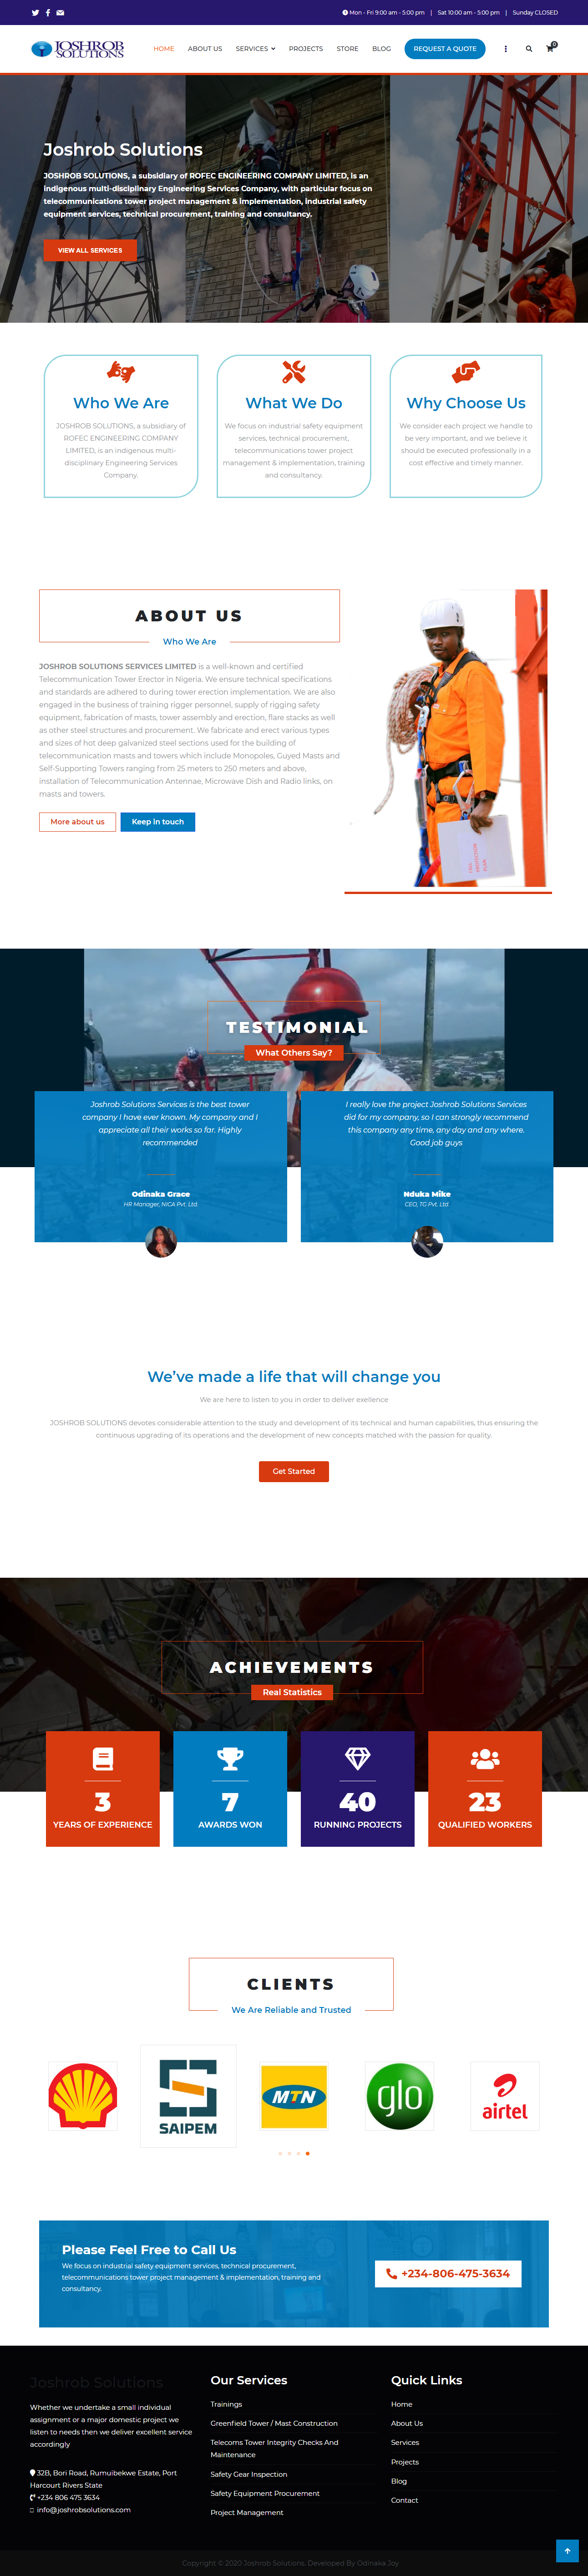 Mon - Fri 9:00 am - 5:00 pm | Sat 10:00 am - 5:00 pm | Sunday CLOSED
JOSHROB
SOLUTIONS
HOME ABOUT US SERVICES PROJECTS STORE BLOG REQUEST A QUOTE 0
Joshrob Solutions
JOSHROB SOLUTIONS, a subsidiary of ROFEC ENGINEERING COMPANY LIMITED, is an
indigenous multi-disciplinary Engineering Services Company, with particular focus on
telecommunications tower project management & implementation, industrial safety
equipment services, technical procurement, training and consultancy.
VIEW ALL SERVICES
Who We Are
JOSHROB SOLUTIONS, a subsidiary of
ROFEC ENGINEERING COMPANY
LIMITED, is an indigenous multi-
disciplinary Engineering Services
Company.
What We Do
We focus on industrial safety equipment
services, technical procurement,
telecommunications tower project
management & implementation, training
and consultancy.
Why Choose Us
We consider each project we handle to
be very important, and we believe it
should be executed professionally in a
cost effective and timely manner.
ABOUT US
Who We Are
JOSHROB SOLUTIONS SERVICES LIMITED is a well-known and certified
Telecommunication Tower Erector in Nigeria. We ensure technical specifications
and standards are adhered to during tower erection implementation. We are also
engaged in the business of training rigger personnel, supply of rigging safety
equipment, fabrication of masts, tower assembly and erection, flare stacks as well
as other steel structures and procurement. We fabricate and erect various types
and sizes of hot deep galvanized steel sections used for the building of
telecommunication masts and towers which include Monopoles, Guyed Masts and
Self-Supporting Towers ranging from 25 meters to 250 meters and above,
installation of Telecommunication Antennae, Microwave Dish and Radio links, on
masts and towers.
More about us
Keep in touch
TESTIMONIAL
What Others Say?
Joshrob Solutions Services is the best tower
company I have ever known. My company and I
appreciate all their works so far. Highly
recommended
Odinaka Grace
HR Manager, NICA Pvt. Ltd.
I really love the project Joshrob Solutions Services
did for my company, so I can strongly recommend
this company any time, any day and any where.
Good job guys
Nduka Mike
CEO, TG Pvt. Ltd.
We've made a life that will change you
We are here to listen to you in order to deliver exellence
JOSHROB SOLUTIONS devotes considerable attention to the study and development of its technical and human capabilities, thus ensuring the
continuous upgrading of its operations and the development of new concepts matched with the passion for quality.
Get Started
ACHIEVEMENTS
Real Statistics
3
YEARS OF EXPERIENCE
7
AWARDS WON
40
RUNNING PROJECTS
23
QUALIFIED WORKERS
CLIENTS
We Are Reliable and Trusted
SAIPEM
MTN
glo
airtel
Please Feel Free to Call Us
We focus on industrial safety equipment services, technical procurement,
telecommunications tower project management & implementation, training and
consultancy.
+234-806-475-3634
Joshrob Solutions
Whether we undertake a small individual
assignment or a major domestic project we
listen to needs then we deliver excellent service
accordingly
32B, Bori Road, Rumuibekwe Estate, Port
Harcourt Rivers State
+234 806 475 3634
info@joshrobsolutions.com
Our Services
Trainings
Greenfield Tower / Mast Construction
Telecoms Tower Integrity Checks And
Maintenance
Safety Gear Inspection
Safety Equipment Procurement
Project Management
Quick Links
Home
About Us
Services
Projects
Blog
Contact
Copyright © 2020 Joshrob Solutions. Developed By Odinaka Joy